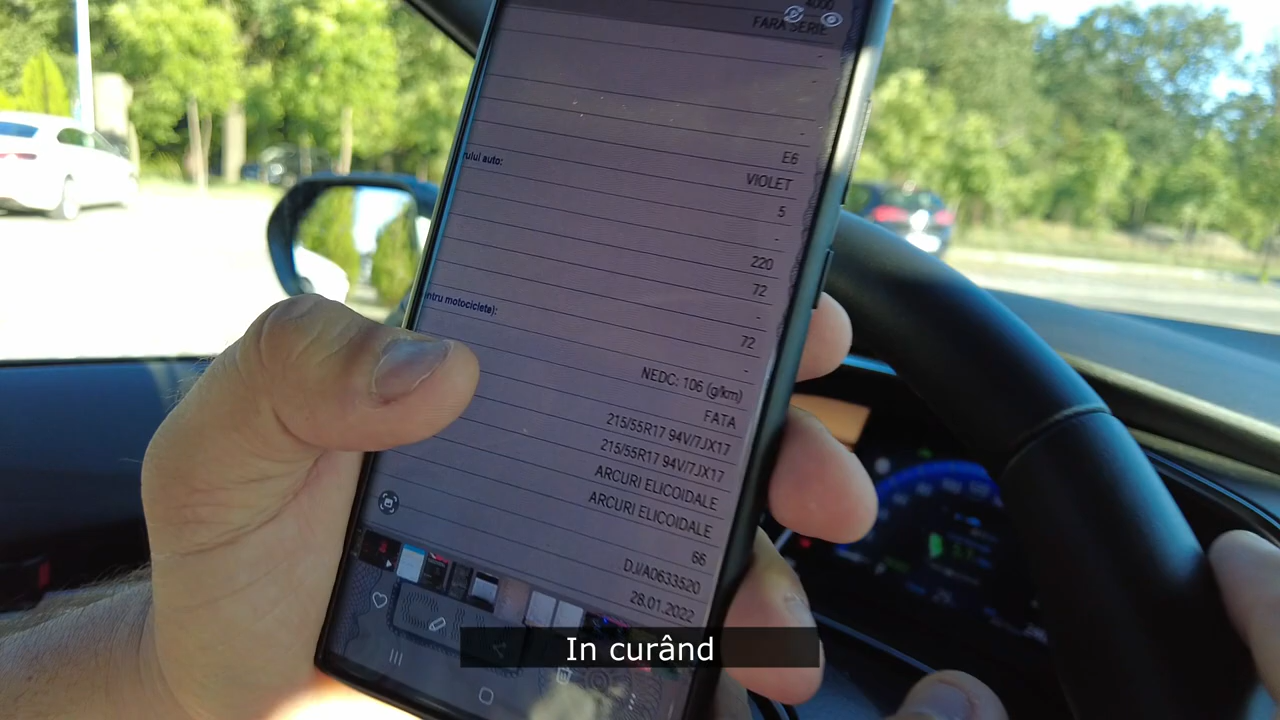 4000
FARA SERIE
-
-
-
E6
rului auto:
VIOLET
5
-
220
72
-
ntru motociclete):
72
-
NEDC: 106 (g/km)
FATA
215/55R17 94V/7JX17
215/55R17 94V/7JX17
ARCURI ELICOIDALE
ARCURI ELICOIDALE
66
DJ/A0633520
28.01.2022
In curând